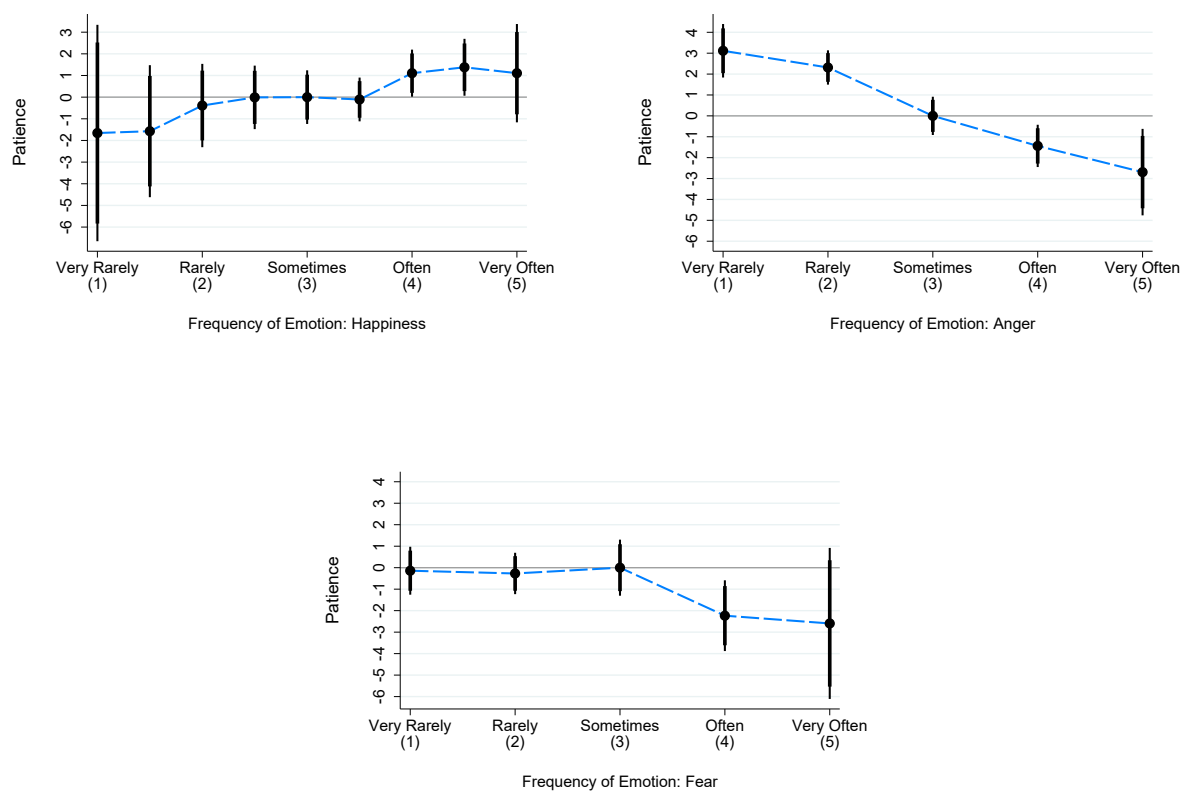 Patience
3
2
1
0
-1
-2
-3
-4
-5
-6
Very Rarely Rarely Sometimes Often Very Often
(1) (2) (3) (4) (5)
Frequency of Emotion: Happiness
Patience
4
3
2
1
0
-1
-2
-3
-4
-5
-6
Very Rarely Rarely Sometimes Often Very Often
(1) (2) (3) (4) (5)
Frequency of Emotion: Anger
Patience
4
3
2
1
0
-1
-2
-3
-4
-5
-6
Very Rarely Rarely Sometimes Often Very Often
(1) (2) (3) (4) (5)
Frequency of Emotion: Fear